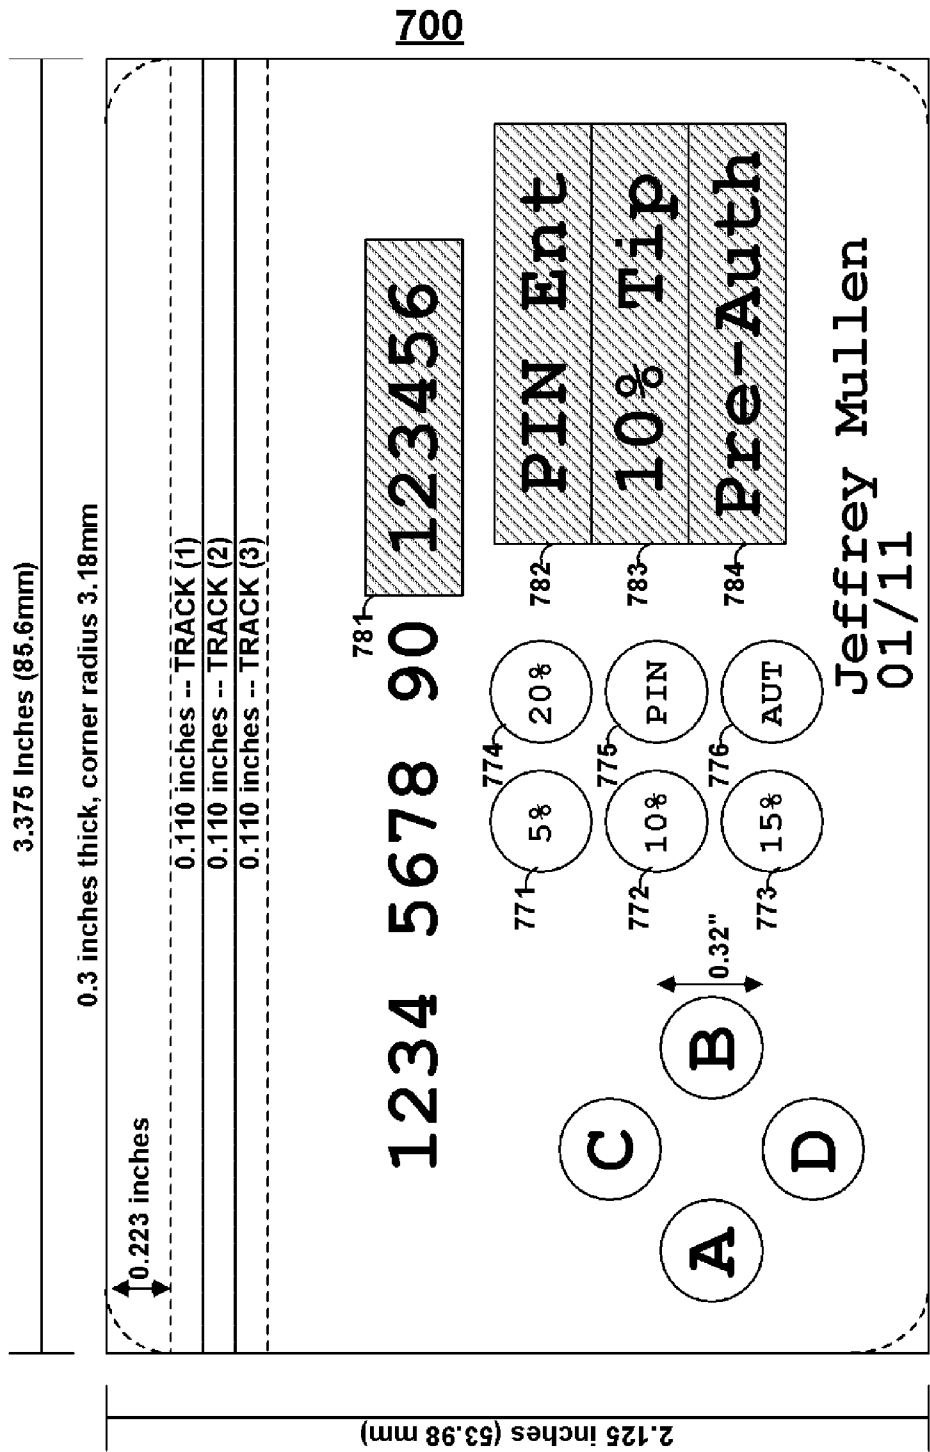 700
3.375 Inches (85.6mm)
0.3 inches thick, corner radius 3.18mm
0.223 inches
0.110 inches -- TRACK (1)
0.110 inches -- TRACK (2)
0.110 inches -- TRACK (3)
781
1234 5678 90 123456
771
5%
774
20%
782
PIN Ent
772
10%
775
PIN
783
10% Tip
773
15%
776
AUT
784
Pre-Auth
C
A
B
D
0.32"
Jeffrey Mullen
01/11
2.125 inches (53.98 mm)